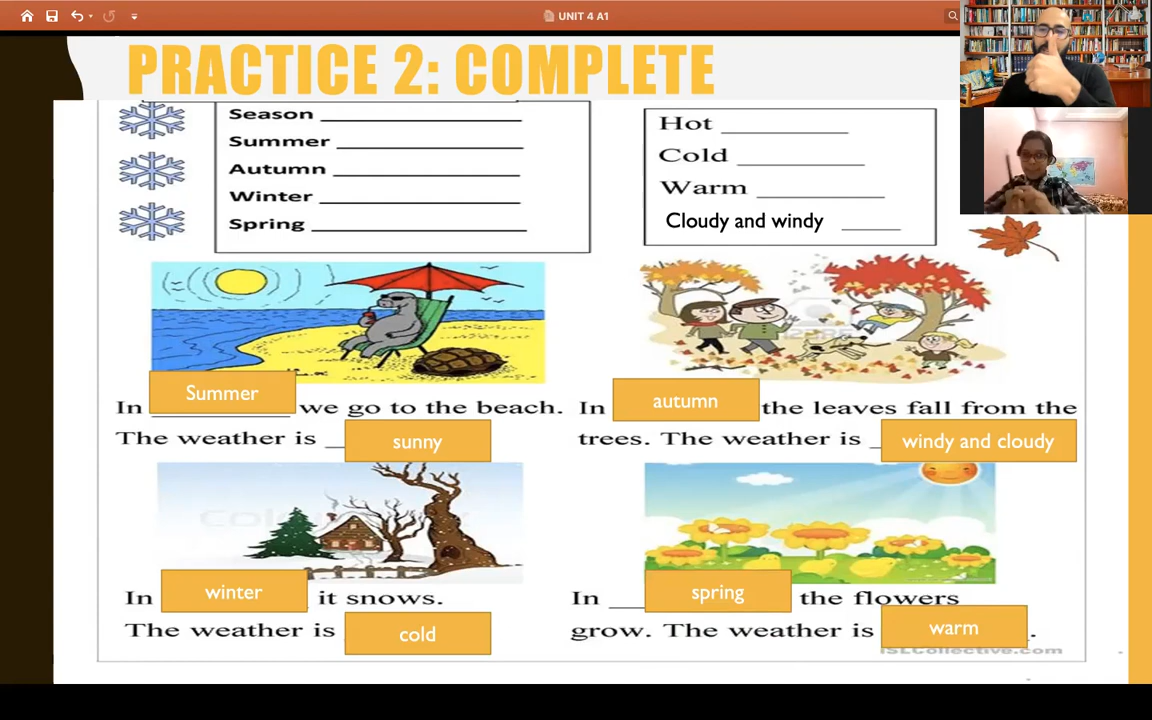 UNIT 4 A1
PRACTICE 2: COMPLETE
Season
Summer
Autumn
Winter
Spring
Hot
Cold
Warm
Cloudy and windy
In Summer we go to the beach.
The weather is sunny
In autumn the leaves fall from the
trees. The weather is windy and cloudy
In winter it snows.
The weather is cold
In spring the flowers
grow. The weather is warm.
iSLCollective.com